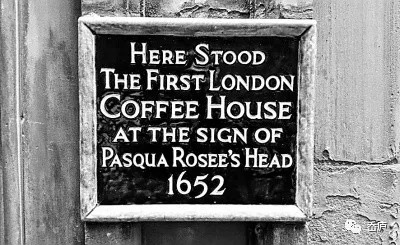 HERE STOOD
THE FIRST LONDON
COFFEE HOUSE
AT THE SIGN OF
PASQUA ROSEE'S HEAD
1652